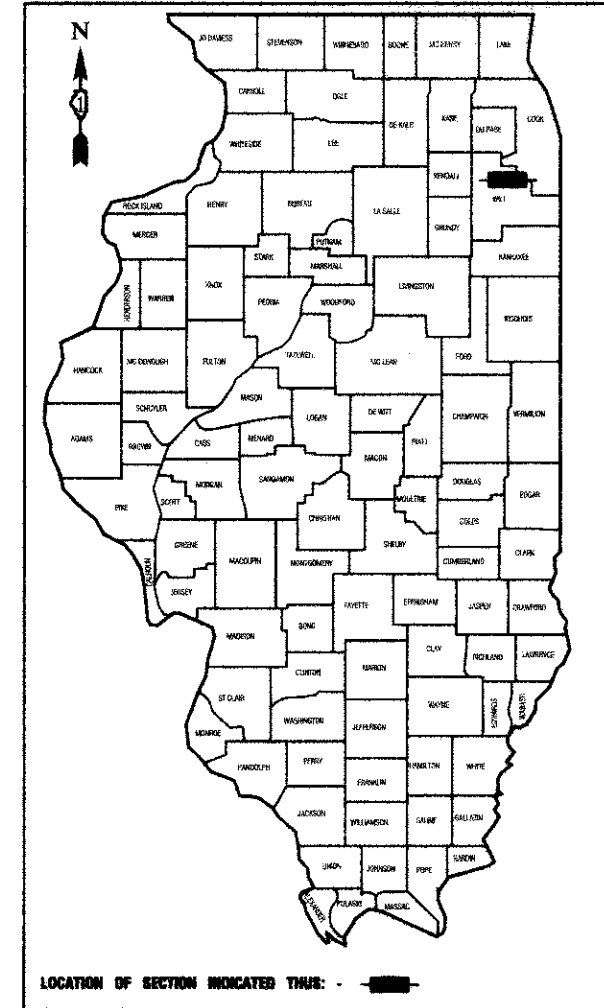 N
JO DAVIESS STEPHENSON WINNEBAGO BOONE MCHENRY LAKE
CARROLL OGLE DE KALB KANE DU PAGE COOK
WHITESIDE LEE KENDALL WILL
ROCK ISLAND HENRY BUREAU LA SALLE GRUNDY
MERCER PUTNAM KANKAKEE
STARK MARSHALL
HENDERSON WARREN KNOX PEORIA WOODFORD LIVINGSTON IROQUOIS
HANCOCK MC DONOUGH FULTON TAZEWELL MC LEAN FORD
SCHUYLER MASON LOGAN DE WITT CHAMPAIGN VERMILION
ADAMS BROWN CASS MENARD MACON PIATT
PIKE SCOTT MORGAN SANGAMON MOULTRIE DOUGLAS EDGAR
CHRISTIAN COLES
GREENE MACOUPIN MONTGOMERY SHELBY CUMBERLAND CLARK
CALHOUN JERSEY FAYETTE EFFINGHAM JASPER CRAWFORD
MADISON BOND CLAY RICHLAND LAWRENCE
CLINTON MARION
ST CLAIR WASHINGTON WAYNE EDWARDS WABASH
MONROE JEFFERSON
RANDOLPH PERRY HAMILTON WHITE
FRANKLIN
JACKSON WILLIAMSON SALINE GALLATIN
UNION JOHNSON POPE HARDIN
ALEXANDER PULASKI MASSAC
LOCATION OF SECTION INDICATED THUS: -